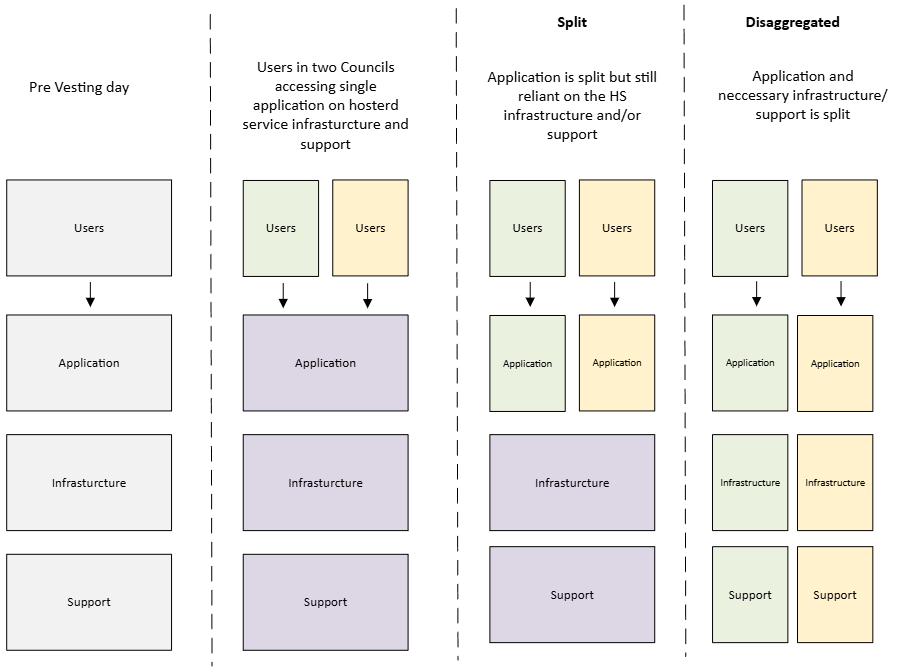 Pre Vesting day
Users
Application
Infrasturcture
Support
Users in two Councils
accessing single
application on hosterd
service infrasturcture and
support
Users
Users
Application
Infrasturcture
Support
Split
Application is split but still
reliant on the HS
infrastructure and/or
support
Users
Users
Application
Application
Infrasturcture
Support
Disaggregated
Application and
neccessary infrastructure/
support is split
Users
Users
Application
Application
Infrastructure
Infrastructure
Support
Support